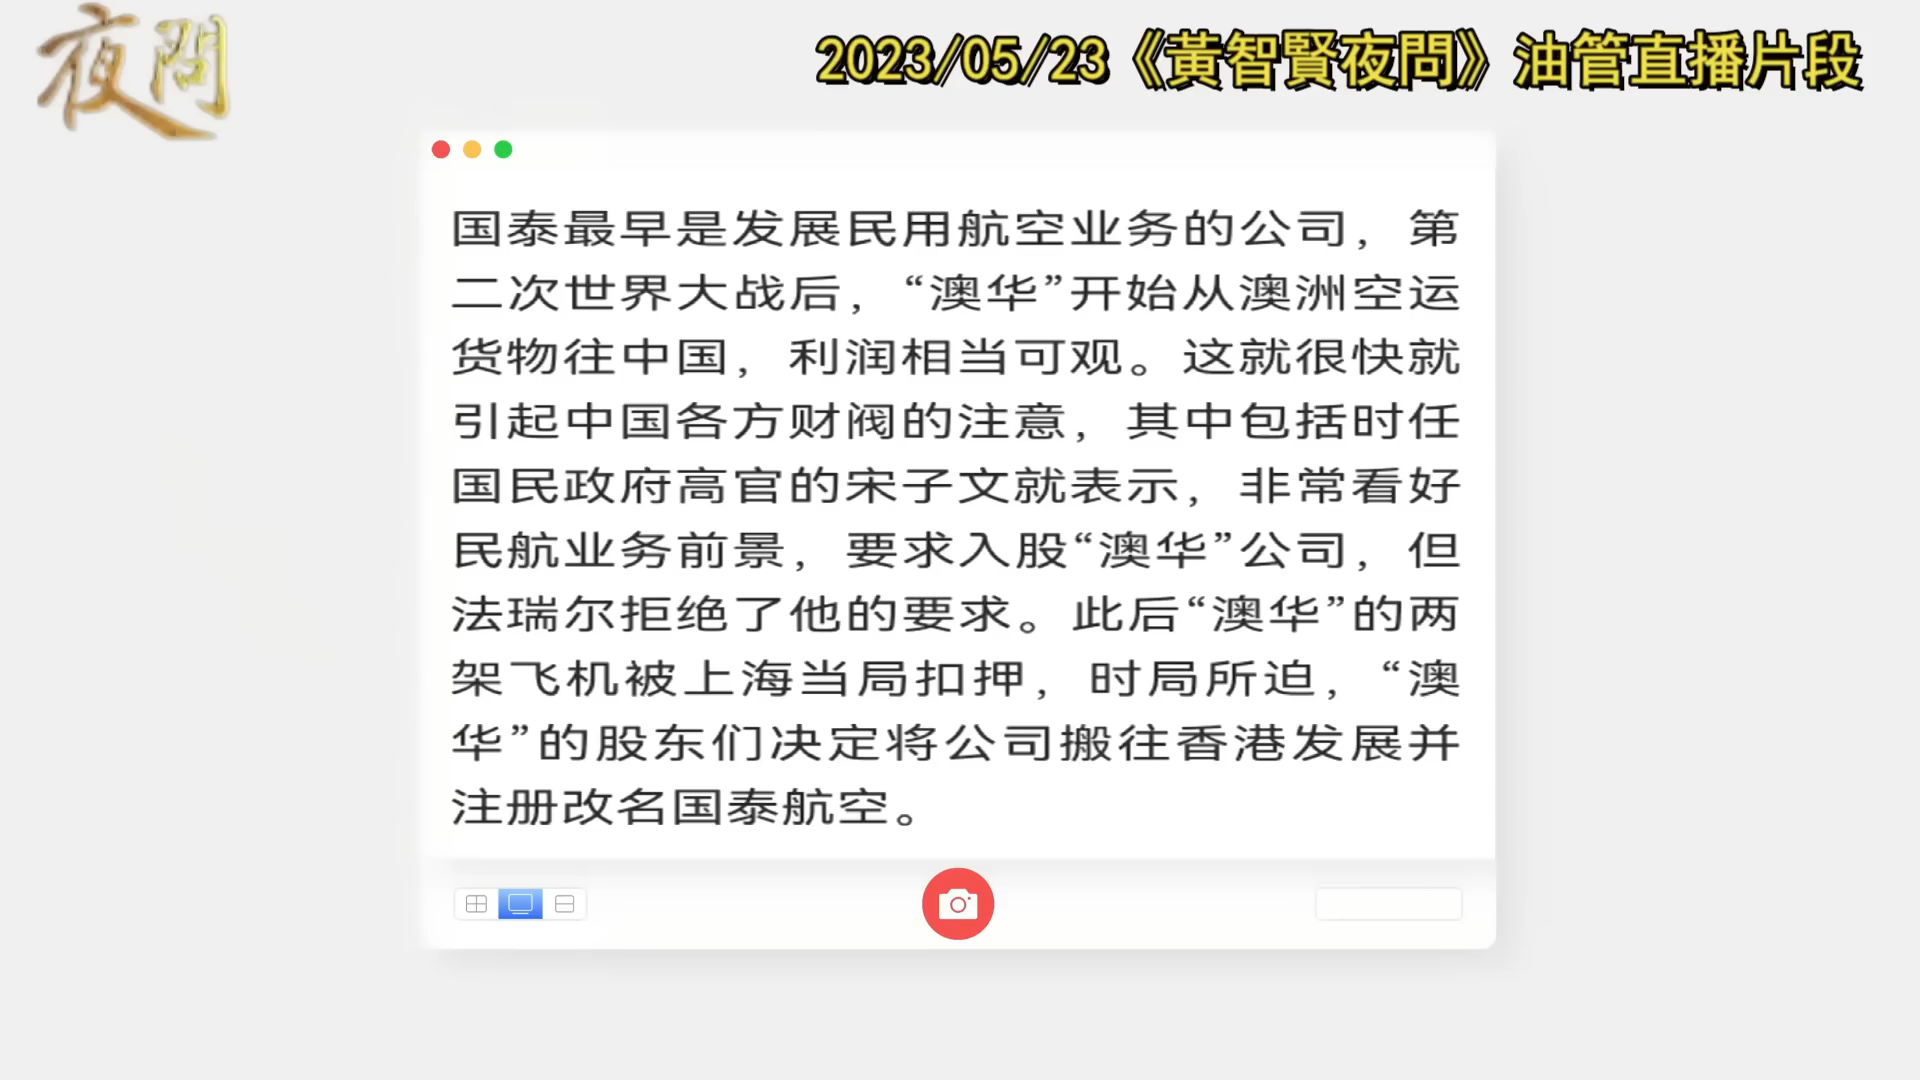 夜問
2023/05/23《黃智賢夜問》油管直播片段
国泰最早是发展民用航空业务的公司，第
二次世界大战后，“澳华”开始从澳洲空运
货物往中国，利润相当可观。这就很快就
引起中国各方财阀的注意，其中包括时任
国民政府高官的宋子文就表示，非常看好
民航业务前景，要求入股“澳华”公司，但
法瑞尔拒绝了他的要求。此后“澳华”的两
架飞机被上海当局扣押，时局所迫，“澳
华”的股东们决定将公司搬往香港发展并
注册改名国泰航空。